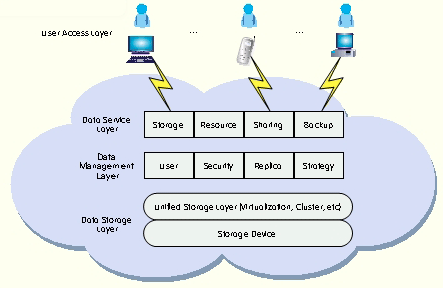 User Access Layer
...
...
Data Service
Layer
Storage Resource Sharing Backup
Data
Management
Layer
User Security Replica Strategy
Data Storage
Layer
Unified Storage Layer (Virtualization, Cluster, etc)
Storage Device